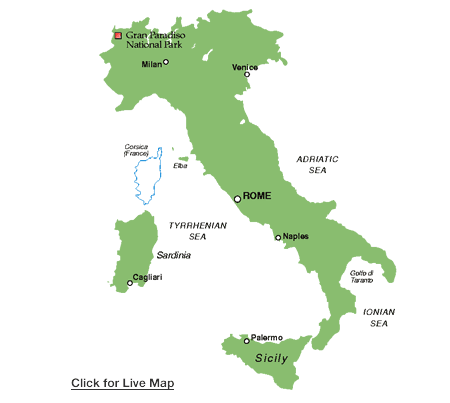 Gran Paradiso
National Park
Milan
Venice
Corsica
(France)
Elba
ADRIATIC
SEA
ROME
TYRRHENIAN
SEA
Naples
Sardinia
Golfo di
Taranto
Cagliari
IONIAN
SEA
Palermo
Sicily
Click for Live Map